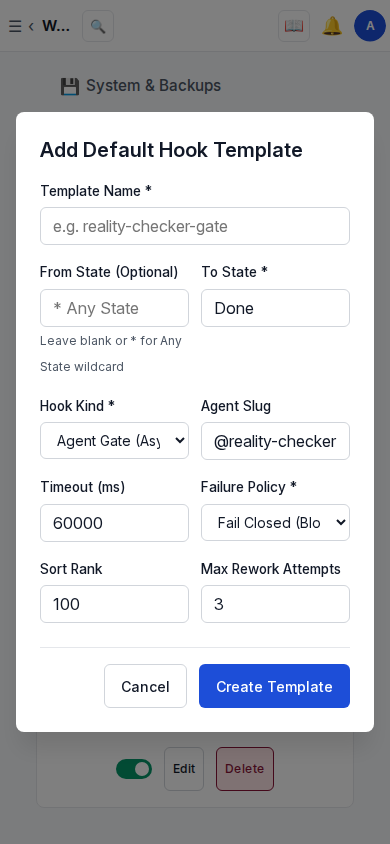 W...
A
System & Backups
Add Default Hook Template
Template Name *
e.g. reality-checker-gate
From State (Optional)
To State *
* Any State
Done
Leave blank or * for Any
State wildcard
Hook Kind *
Agent Slug
Agent Gate (Asy
@reality-checker
Timeout (ms)
Failure Policy *
60000
Fail Closed (Blo
Sort Rank
Max Rework Attempts
100
3
Cancel
Create Template
Edit
Delete